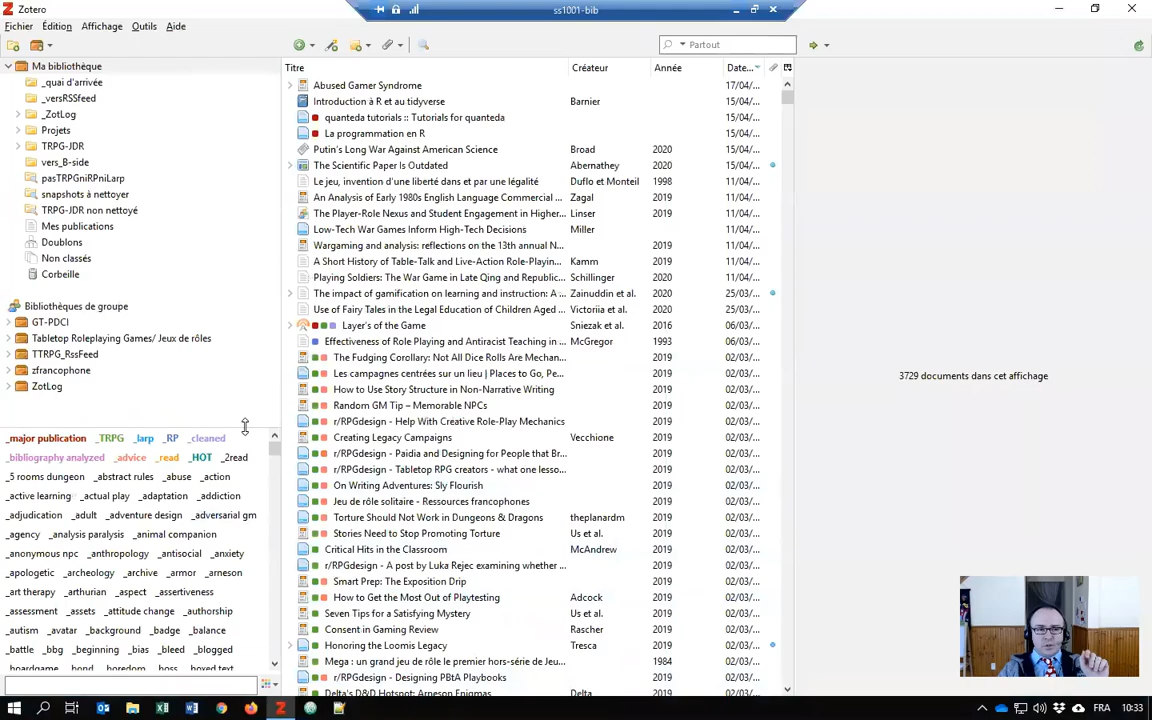 Zotero
ss1001-bib
Fichier Édition Affichage Outils Aide
Partout
Ma bibliothèque
_quai d'arrivée
_versRSSfeed
_ZotLog
Projets
TRPG-JDR
vers_B-side
pasTRPGniRPniLarp
snapshots à nettoyer
TRPG-JDR non nettoyé
Mes publications
Doublons
Non classés
Corbeille
Bibliothèques de groupe
GT-PDCI
Tabletop Roleplaying Games/ Jeux de rôles
TTRPG_RssFeed
zfrancophone
ZotLog
_major publication _TRPG _larp _RP _cleaned
_bibliography analyzed _advice _read _HOT _2read
_5 rooms dungeon _abstract rules _abuse _action
_active learning _actual play _adaptation _addiction
_adjudication _adult _adventure design _adversarial gm
_agency _analysis paralysis _animal companion
_anonymous npc _anthropology _antisocial _anxiety
_apologetic _archeology _archive _armor _arneson
_art therapy _arthurian _aspect _assertiveness
_assessment _assets _attitude change _authorship
_autism _avatar _background _badge _balance
_battle _bbg _beginning _bias _bleed _blogged
_boardgame _bond _boredom _boss _boxed text
Titre Créateur Année Date...
Abused Gamer Syndrome 17/04/...
Introduction à R et au tidyverse Barnier 15/04/...
quanteda tutorials :: Tutorials for quanteda 15/04/...
La programmation en R 15/04/...
Putin's Long War Against American Science Broad 2020 15/04/...
The Scientific Paper Is Outdated Abernathey 2020 15/04/...
Le jeu, invention d'une liberté dans et par une légalité Duflo et Monteil 1998 11/04/...
An Analysis of Early 1980s English Language Commercial ... Zagal 2019 11/04/...
The Player-Role Nexus and Student Engagement in Higher... Linser 2019 11/04/...
Low-Tech War Games Inform High-Tech Decisions Miller 11/04/...
Wargaming and analysis: reflections on the 13th annual N... 2019 11/04/...
A Short History of Table-Talk and Live-Action Role-Playin... Kamm 2019 11/04/...
Playing Soldiers: The War Game in Late Qing and Republic... Schillinger 2020 11/04/...
The impact of gamification on learning and instruction: A ... Zainuddin et al. 2020 25/03/...
Use of Fairy Tales in the Legal Education of Children Aged ... Victoriia et al. 2020 25/03/...
Layer's of the Game Sniezak et al. 2016 06/03/...
Effectiveness of Role Playing and Antiracist Teaching in ... McGregor 1993 06/03/...
The Fudging Corollary: Not All Dice Rolls Are Mechan... 2019 02/03/...
Les campagnes centrées sur un lieu | Places to Go, Pe... 2019 02/03/...
How to Use Story Structure in Non-Narrative Writing 2019 02/03/...
Random GM Tip – Memorable NPCs 2019 02/03/...
r/RPGdesign - Help With Creative Role-Play Mechanics 2019 02/03/...
Creating Legacy Campaigns Vecchione 2019 02/03/...
r/RPGdesign - Paidia and Designing for People that Br... 2019 02/03/...
r/RPGdesign - Tabletop RPG creators - what one lesso... 2019 02/03/...
On Writing Adventures: Sly Flourish 2019 02/03/...
Jeu de rôle solitaire - Ressources francophones 2019 02/03/...
Torture Should Not Work in Dungeons & Dragons theplanardm 2019 02/03/...
Stories Need to Stop Promoting Torture Us et al. 2019 02/03/...
Critical Hits in the Classroom McAndrew 2019 02/03/...
r/RPGdesign - A post by Luka Rejec examining whether ... 2019 02/03/...
Smart Prep: The Exposition Drip 2019 02/03/...
How to Get the Most Out of Playtesting Adcock 2019 02/03/...
Seven Tips for a Satisfying Mystery Us et al. 2019 02/03/...
Consent in Gaming Review Rascher 2019 02/03/...
Honoring the Loomis Legacy Tresca 2019 02/03/...
Mega : un grand jeu de rôle le premier hors-série de Jeu... 1984 02/03/...
r/RPGdesign - Designing PBtA Playbooks 2019 02/03/...
Delta's D&D Hotspot: Arneson Enigmas Delta 2019 02/03/...
3729 documents dans cet affichage
FRA 10:33